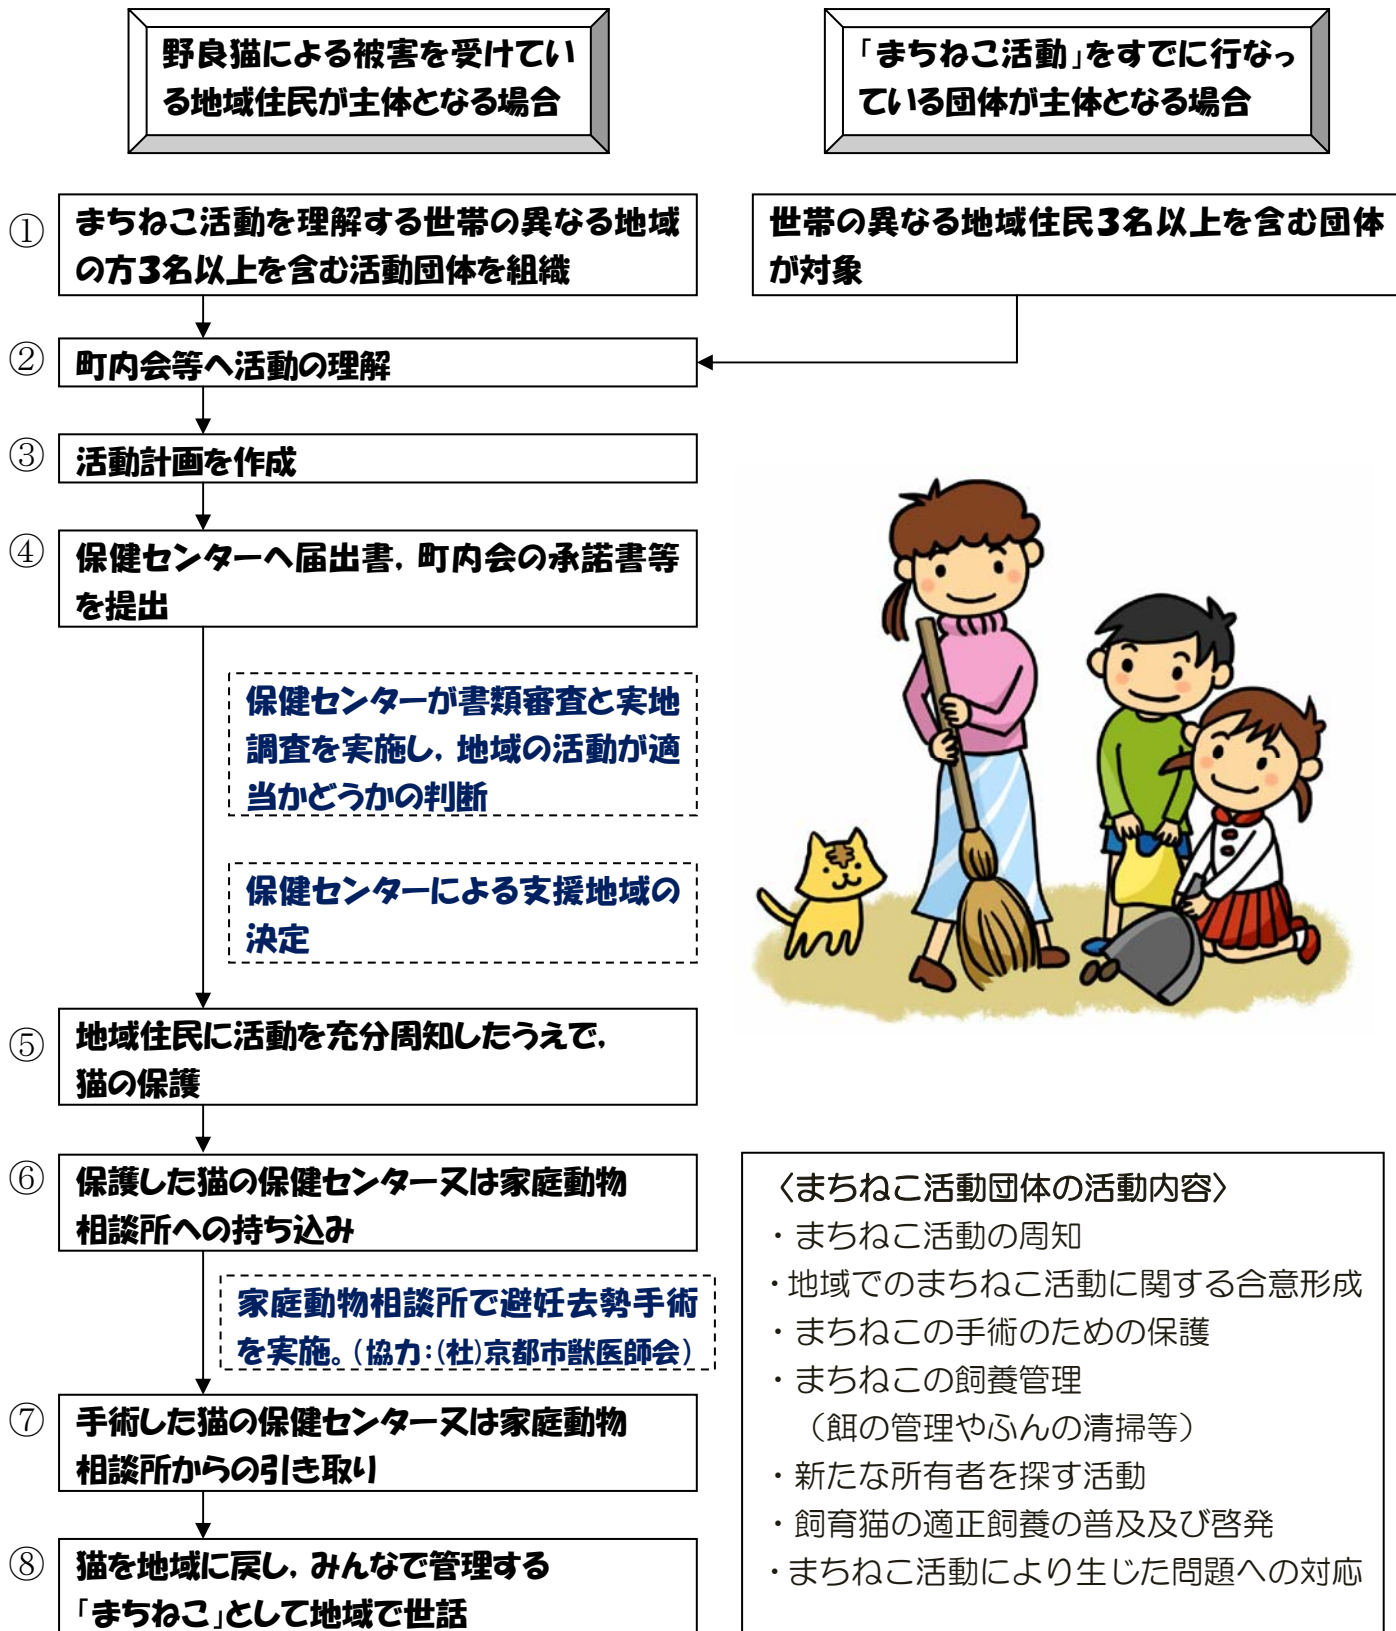 野良猫による被害を受けてい
る地域住民が主体となる場合
「まちねこ活動」をすでに行なっ
ている団体が主体となる場合
① まちねこ活動を理解する世帯の異なる地域
の方3名以上を含む活動団体を組織
世帯の異なる地域住民3名以上を含む団体
が対象
② 町内会等へ活動の理解
③ 活動計画を作成
④ 保健センターへ届出書，町内会の承諾書等
を提出
保健センターが書類審査と実地
調査を実施し，地域の活動が適
当かどうかの判断
保健センターによる支援地域の
決定
⑤ 地域住民に活動を充分周知したうえで，
猫の保護
⑥ 保護した猫の保健センター又は家庭動物
相談所への持ち込み
家庭動物相談所で避妊去勢手術
を実施。（協力：(社)京都市獣医師会）
⑦ 手術した猫の保健センター又は家庭動物
相談所からの引き取り
⑧ 猫を地域に戻し，みんなで管理する
「まちねこ」として地域で世話
〈まちねこ活動団体の活動内容〉
・まちねこ活動の周知
・地域でのまちねこ活動に関する合意形成
・まちねこの手術のための保護
・まちねこの飼養管理
（餌の管理やふんの清掃等）
・新たな所有者を探す活動
・飼育猫の適正飼養の普及及び啓発
・まちねこ活動により生じた問題への対応